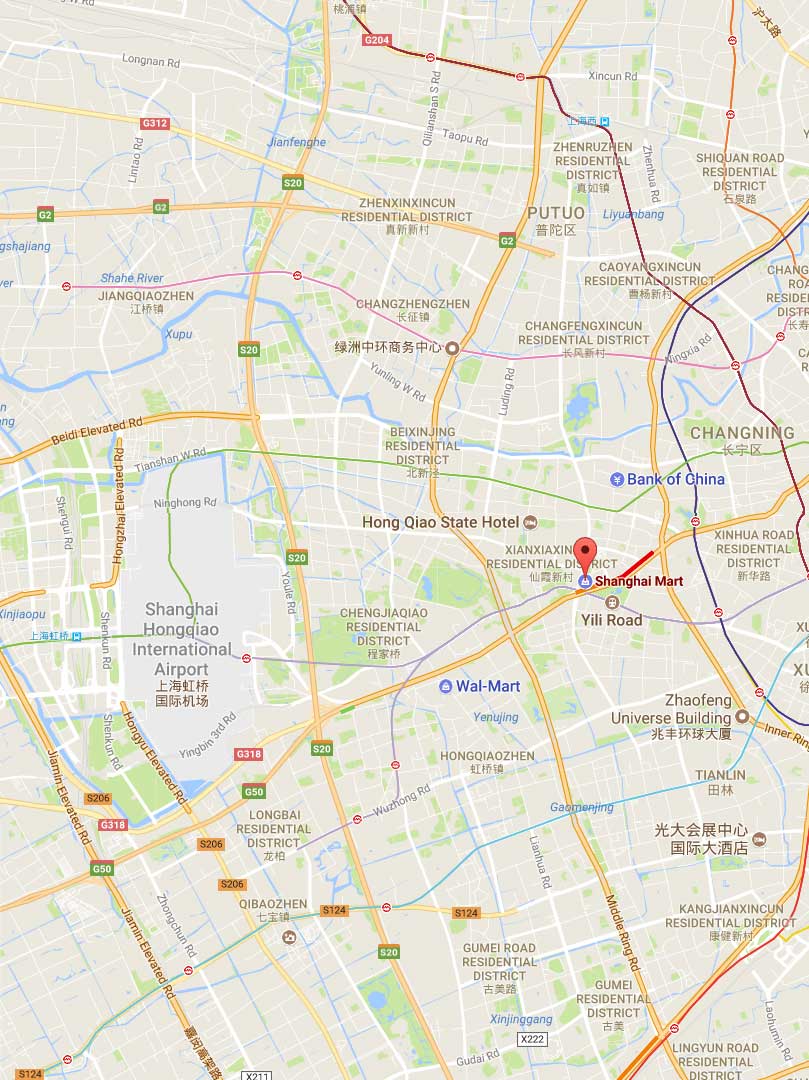 桃浦镇
G204
沪太路
Longnan Rd
Qilianshan S Rd
Xincun Rd
G312
Taopu Rd
上海西
Jianfenghe
Lintao Rd
ZHENRUZHEN
RESIDENTIAL
DISTRICT
真如镇
Zhenhua Rd
SHIQUAN ROAD
RESIDENTIAL
DISTRICT
石泉路
S20
G2
G2
ZHENXINXINCUN
RESIDENTIAL DISTRICT
真新新村
PUTUO
普陀区
Liyuanbang
G2
gshajiang
Shahe River
JIANGQIAOZHEN
江桥镇
CAOYANGXINCUN
RESIDENTIAL DISTRICT
曹杨新村
CHANGZHENGZHEN
长征镇
CHANGFENGXINCUN
RESIDENTIAL DISTRICT
长风新村
长寿
Xupu
S20
绿洲中环商务中心
Ningxia Rd
Yunling W Rd
Luding Rd
Beidi Elevated Rd
BEIXINJING
RESIDENTIAL
DISTRICT
北新泾
CHANGNING
长宁区
Tianshan W Rd
Hongzhai Elevated Rd
Bank of China
Shengui Rd
Ninghong Rd
Hong Qiao State Hotel
XINHUA ROAD
RESIDENTIAL
DISTRICT
新华路
S20
XIANXIAXIN
RESIDENTIAL DISTRICT
仙霞新村
Shanghai Mart
Youle Rd
Yili Road
Xinjiaopu
上海虹桥
Shenkun Rd
Shanghai
Hongqiao
International
Airport
上海虹桥
国际机场
CHENGJIAQIAO
RESIDENTIAL
DISTRICT
程家桥
Wal-Mart
Yenujing
Zhaofeng
Universe Building
兆丰环球大厦
Inner Ring
Shenkun Rd
Hongyu Elevated Rd
Yingbin 3rd Rd
S20
G318
HONGQIAOZHEN
虹桥镇
TIANLIN
田林
Jiamin Elevated Rd
S206
G50
Wuzhong Rd
Gaomenjing
G318
LONGBAI
RESIDENTIAL
DISTRICT
龙柏
S206
光大会展中心
国际大酒店
G50
Lianhua Rd
S206
Zhongchun Rd
QIBAOZHEN
七宝镇
S124
S124
Middle Ring Rd
KANGJIANXINCUN
RESIDENTIAL DISTRICT
康健新村
Jiamin Elevated Rd
S20
GUMEI ROAD
RESIDENTIAL
DISTRICT
古美路
GUMEI
RESIDENTIAL
DISTRICT
古美
Xinjinggang
X222
Laohumin Rd
嘉闵高架路
Gudai Rd
LINGYUN ROAD
RESIDENTIAL
DISTRICT
S124
X211